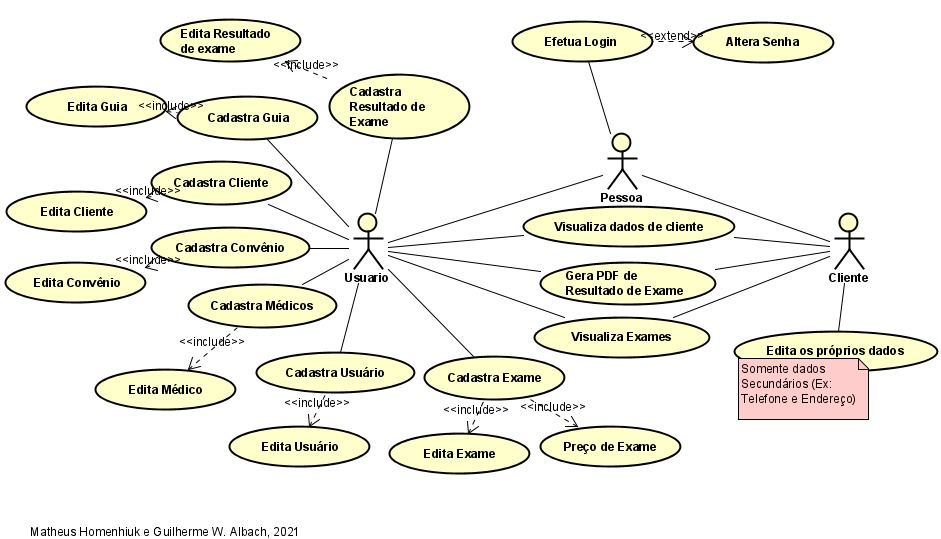 Edita Resultado
de exame
Efetua Login
<<extend>>
Altera Senha
<<include>>
Cadastra
Resultado de
Exame
Edita Guia
<<include>>
Cadastra Guia
Pessoa
Cadastra Cliente
<<include>>
Edita Cliente
Visualiza dados de cliente
Cadastra Convênio
<<include>>
Edita Convênio
Usuario
Gera PDF de
Resultado de Exame
Cliente
Cadastra Médicos
<<include>>
Visualiza Exames
Edita os próprios dados
Somente dados
Secundários (Ex:
Telefone e Endereço)
Edita Médico
Cadastra Usuário
<<include>>
Cadastra Exame
<<include>>
<<include>>
Edita Usuário
Edita Exame
Preço de Exame
Matheus Homenhiuk e Guilherme W. Albach, 2021